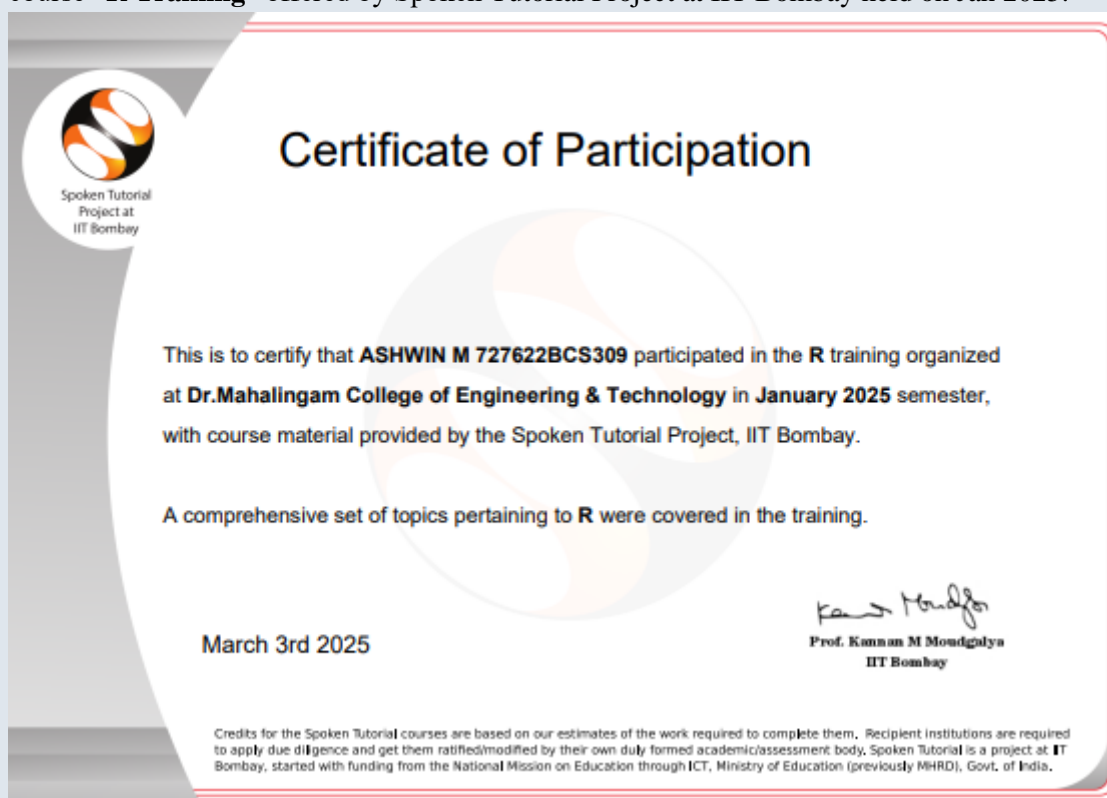 Spoken Tutorial
Project at
IIT Bombay
Certificate of Participation
This is to certify that ASHWIN M 727622BCS309 participated in the R training organized
at Dr.Mahalingam College of Engineering & Technology in January 2025 semester,
with course material provided by the Spoken Tutorial Project, IIT Bombay.
A comprehensive set of topics pertaining to R were covered in the training.
March 3rd 2025
Prof. Kannan M Moudgalya
IIT Bombay
Credits for the Spoken Tutorial courses are based on our estimates of the work required to complete them. Recipient institutions are required
to apply due diligence and get them ratified/modified by their own duly formed academic/assessment body. Spoken Tutorial is a project at IIT
Bombay, started with funding from the National Mission on Education through ICT, Ministry of Education (previously MHRD), Govt. of India.